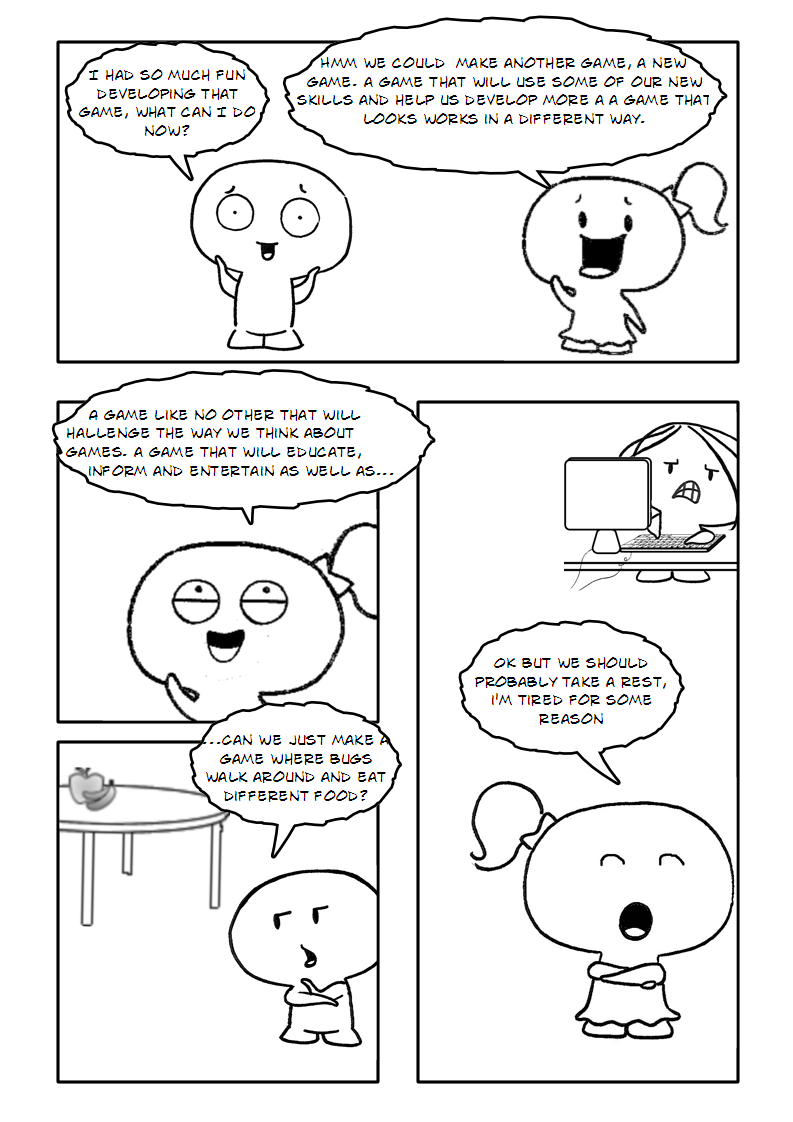 I HAD SO MUCH FUN
DEVELOPING THAT
GAME, WHAT CAN I DO
NOW?
HMM WE COULD MAKE ANOTHER GAME, A NEW
GAME. A GAME THAT WILL USE SOME OF OUR NEW
SKILLS AND HELP US DEVELOP MORE A A GAME THAT
LOOKS WORKS IN A DIFFERENT WAY.
A GAME LIKE NO OTHER THAT WILL
HALLENGE THE WAY WE THINK ABOUT
GAMES. A GAME THAT WILL EDUCATE,
INFORM AND ENTERTAIN AS WELL AS...
...CAN WE JUST MAKE A
GAME WHERE BUGS
WALK AROUND AND EAT
DIFFERENT FOOD?
OK BUT WE SHOULD
PROBABLY TAKE A REST,
I'M TIRED FOR SOME
REASON